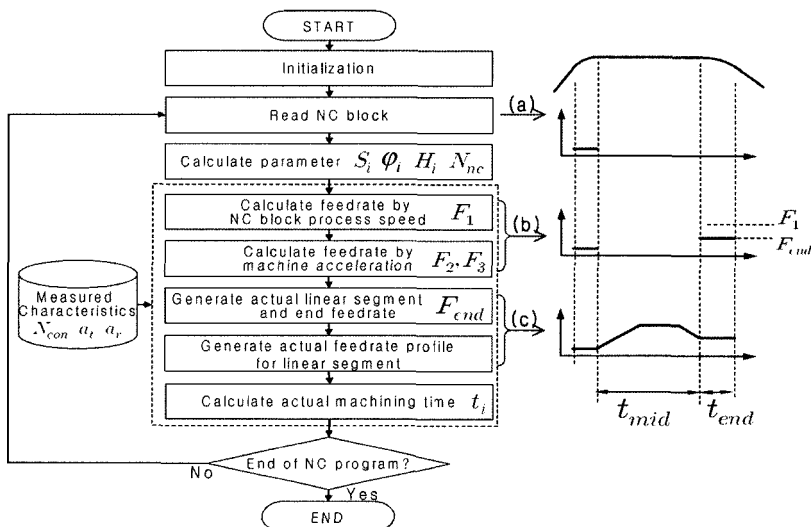 START
Initialization
Read NC block
(a)
Calculate parameter S_i φ_i H_i N_nc
Calculate feedrate by
NC block process speed F_1
(b)
F_1
F_end
Calculate feedrate by
machine acceleration F_2, F_3
Measured
Characteristics
N_con a_t a_r
Generate actual linear segment
and end feedrate F_end
(c)
Generate actual feedrate profile
for linear segment
Calculate actual machining time t_i
t_mid t_end
End of NC program?
No
Yes
END